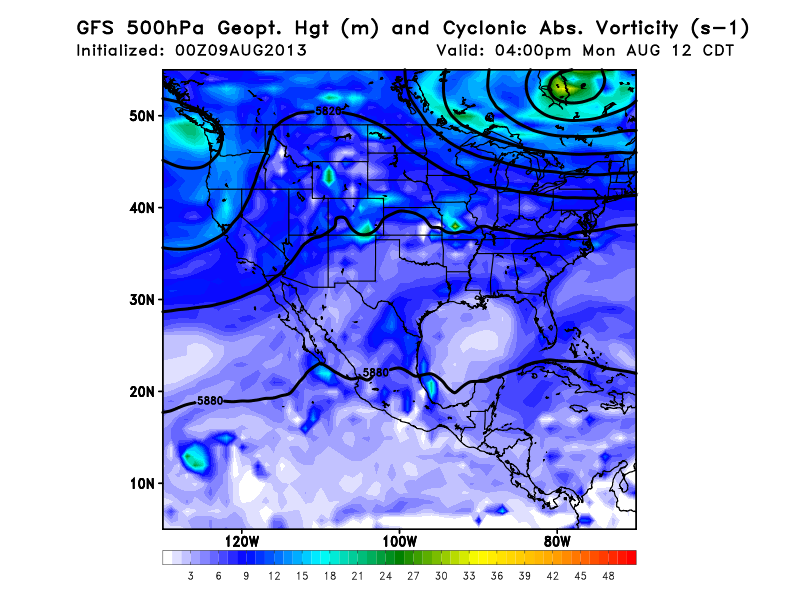 GFS 500hPa Geopt. Hgt (m) and Cyclonic Abs. Vorticity (s−1)
Initialized: 00Z09AUG2013 Valid: 04:00pm Mon AUG 12 CDT
5820
50N
40N
30N
5880
20N
5880
10N
120W 100W 80W
3 6 9 12 15 18 21 24 27 30 33 36 39 42 45 48